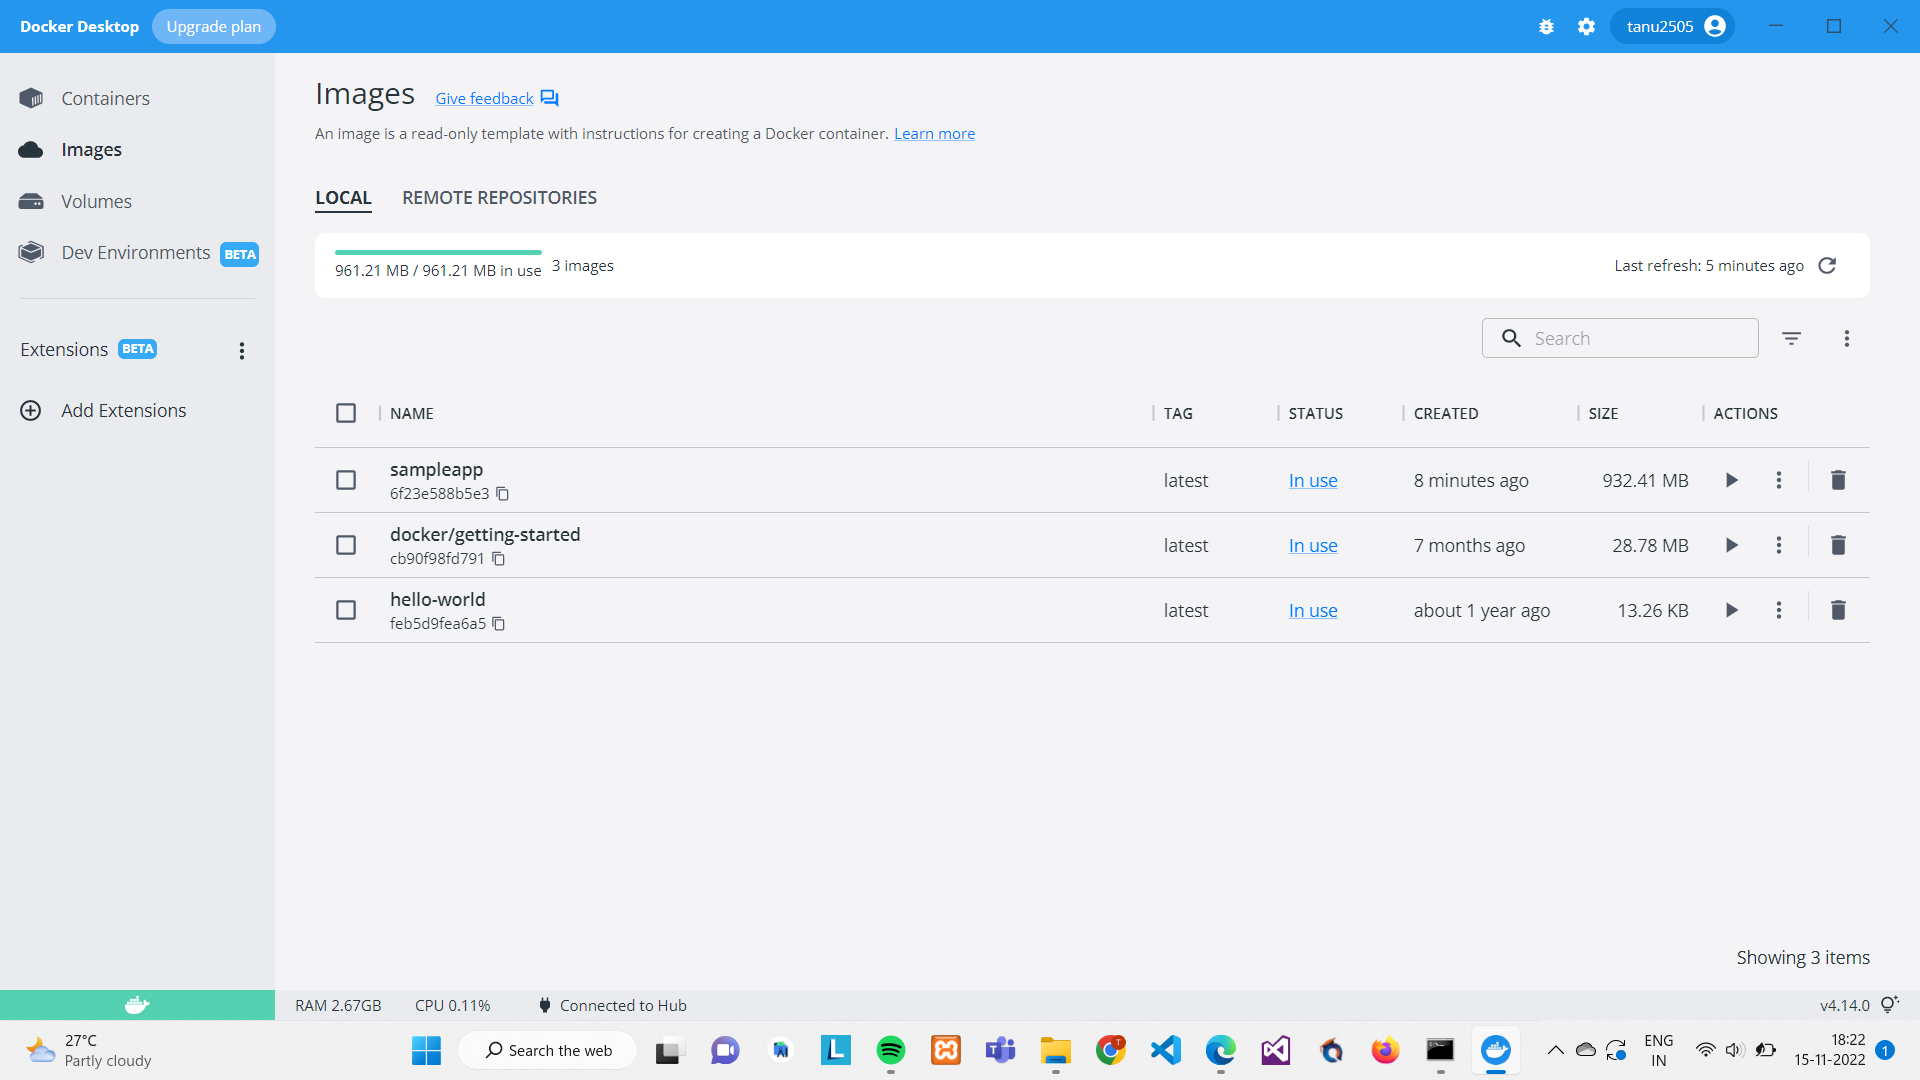 Docker Desktop Upgrade plan tanu2505
Containers
Images
Volumes
Dev Environments BETA
Extensions BETA
Add Extensions
Images Give feedback
An image is a read-only template with instructions for creating a Docker container. Learn more
LOCAL REMOTE REPOSITORIES
961.21 MB / 961.21 MB in use 3 images Last refresh: 5 minutes ago
Search
NAME TAG STATUS CREATED SIZE ACTIONS
sampleapp
6f23e588b5e3
latest In use 8 minutes ago 932.41 MB
docker/getting-started
cb90f98fd791
latest In use 7 months ago 28.78 MB
hello-world
feb5d9fea6a5
latest In use about 1 year ago 13.26 KB
Showing 3 items
RAM 2.67GB CPU 0.11% Connected to Hub v4.14.0
27°C
Partly cloudy
Search the web
ENG
IN
18:22
15-11-2022
1